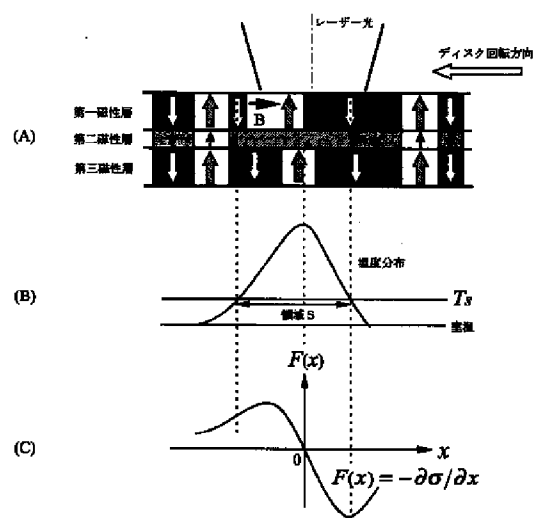 レーザー光
ディスク回転方向
(A)
第一磁性層
第二磁性層
第三磁性層
B
温度分布
(B)
Ts
領域 S
室温
F(x)
(C)
0
x
F(x) = −∂σ/∂x